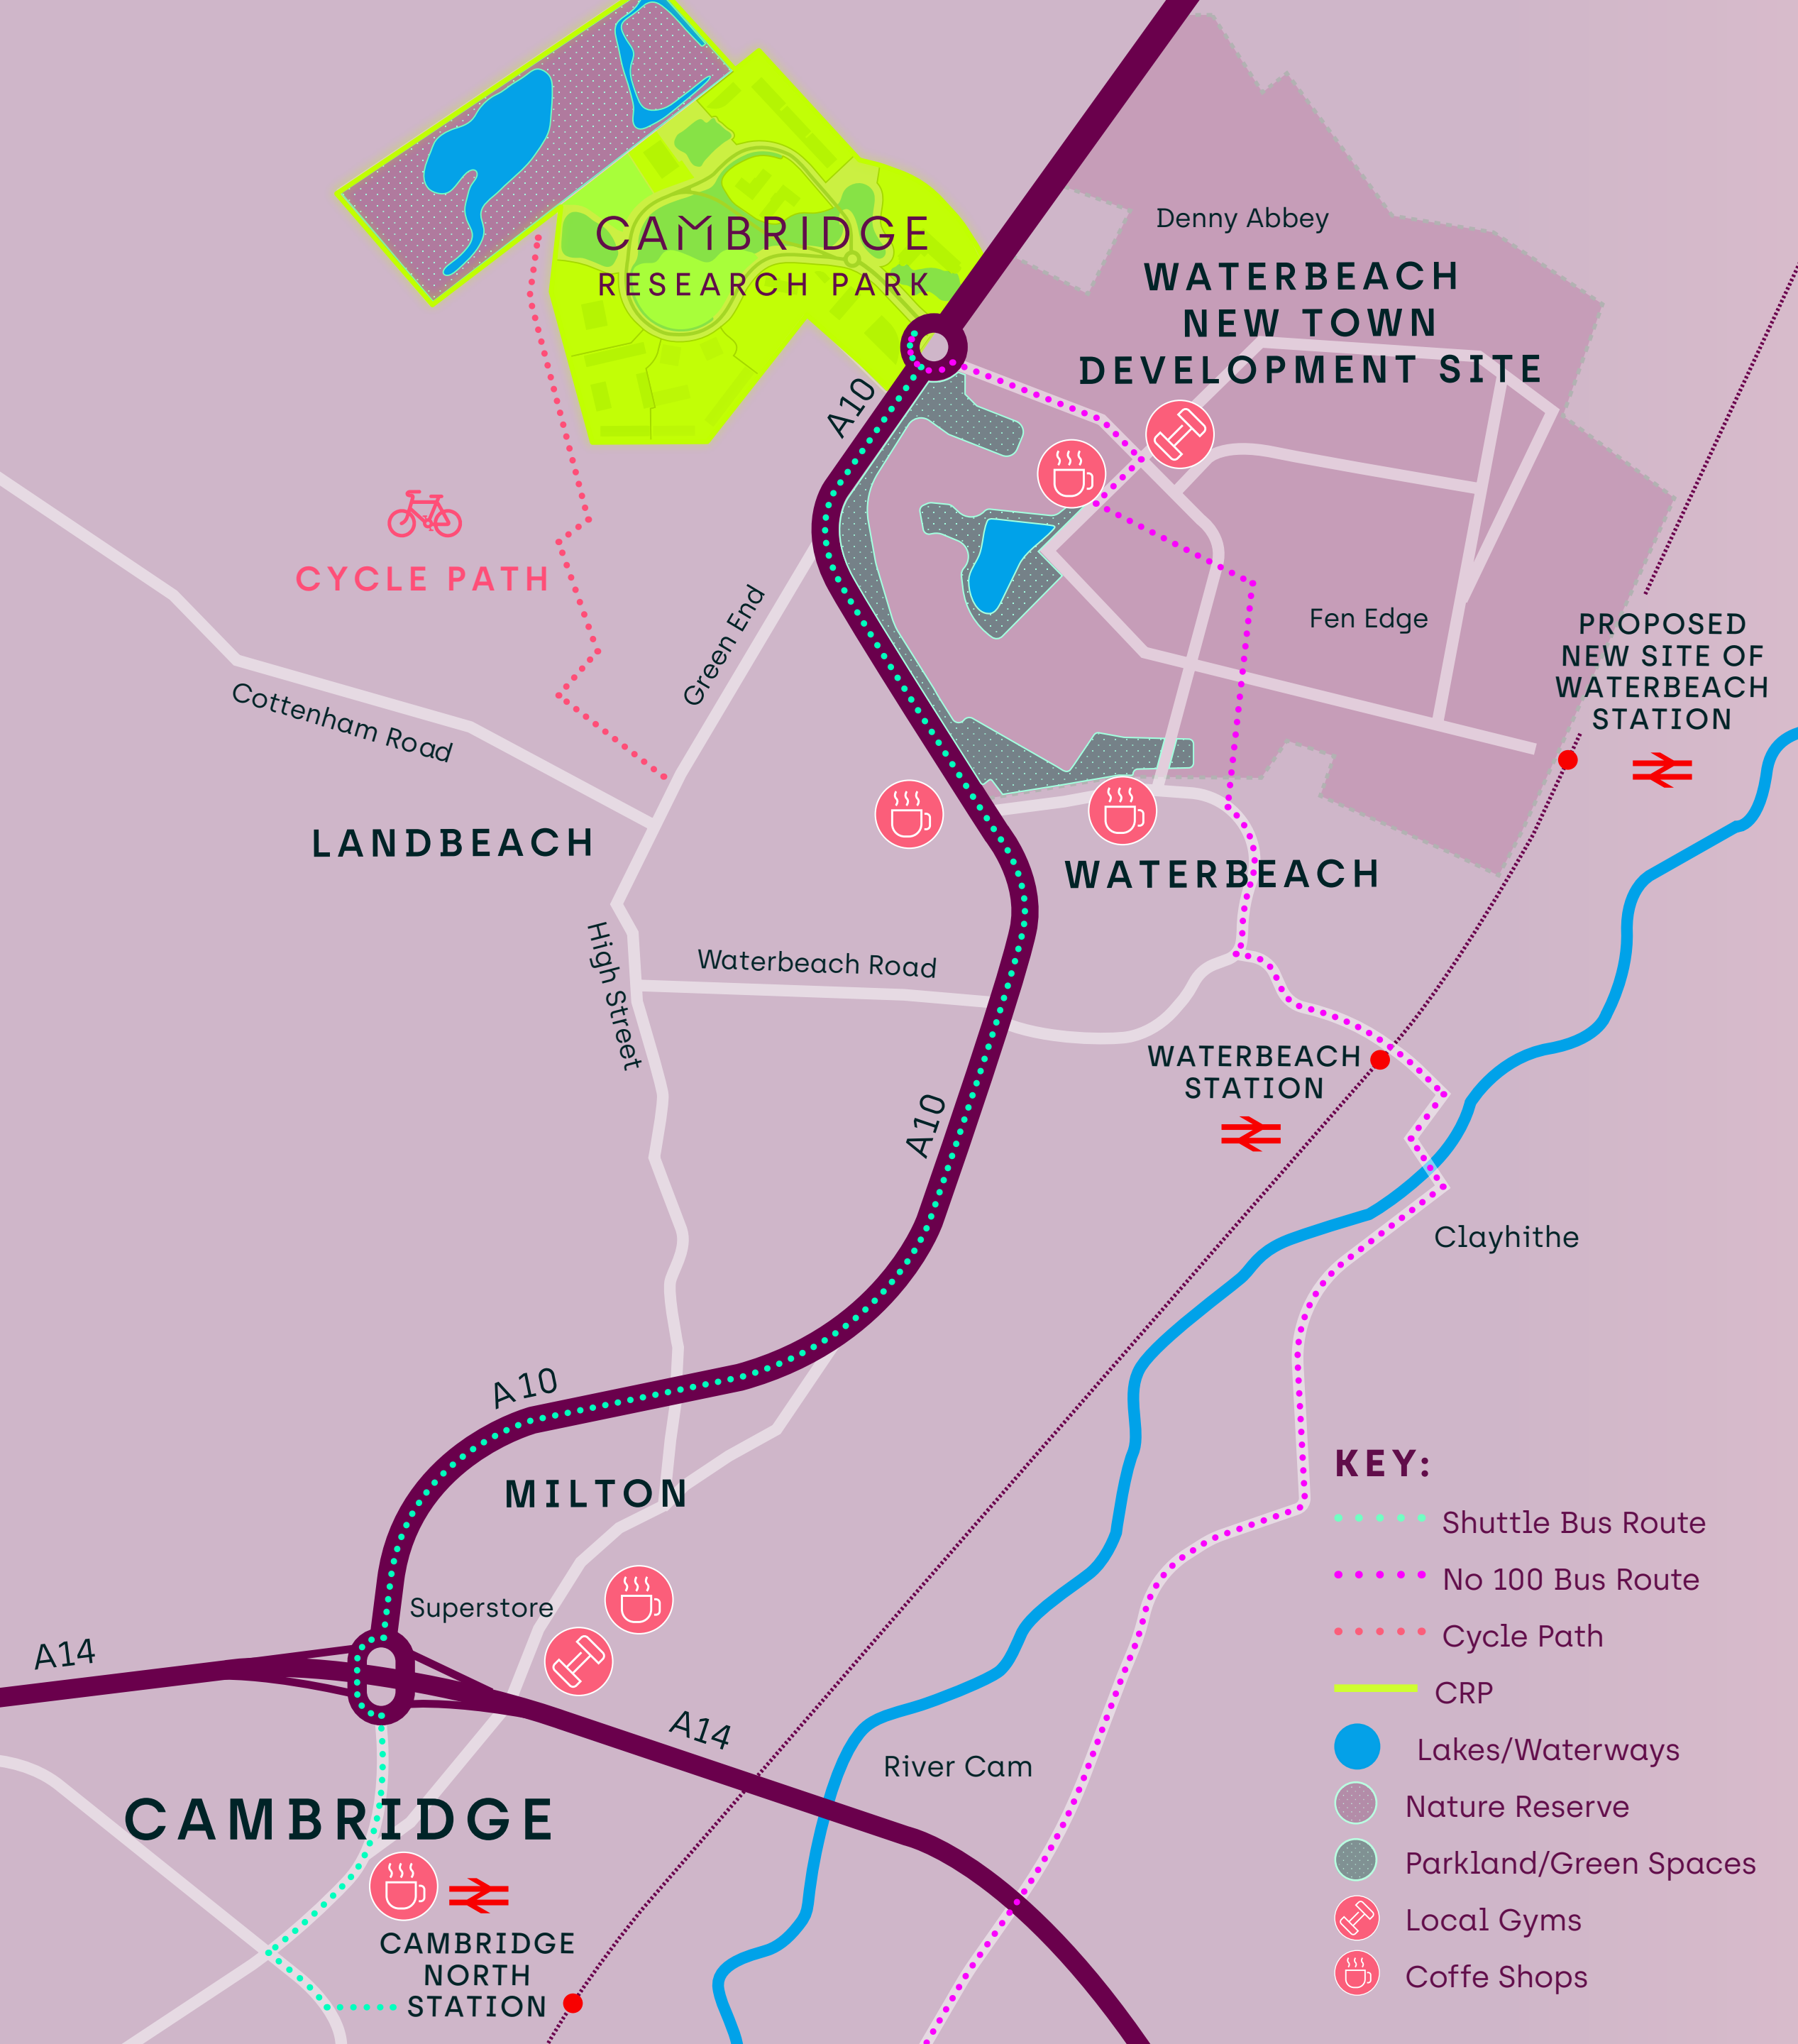 CAMBRIDGE
RESEARCH PARK
Denny Abbey
WATERBEACH
NEW TOWN
DEVELOPMENT SITE
A10
CYCLE PATH
Green End
Fen Edge
PROPOSED
NEW SITE OF
WATERBEACH
STATION
Cottenham Road
LANDBEACH
WATERBEACH
High Street
Waterbeach Road
WATERBEACH
STATION
A10
Clayhithe
A10
MILTON
Superstore
A14
A14
River Cam
CAMBRIDGE
CAMBRIDGE
NORTH
STATION
KEY:
Shuttle Bus Route
No 100 Bus Route
Cycle Path
CRP
Lakes/Waterways
Nature Reserve
Parkland/Green Spaces
Local Gyms
Coffe Shops